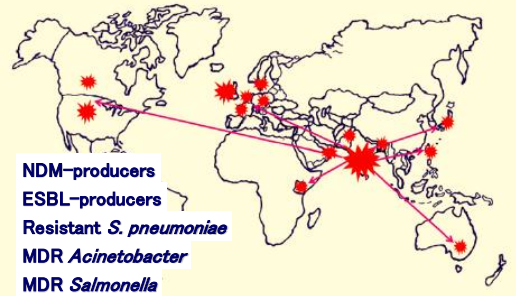 NDM-producers
ESBL-producers
Resistant S. pneumoniae
MDR Acinetobacter
MDR Salmonella